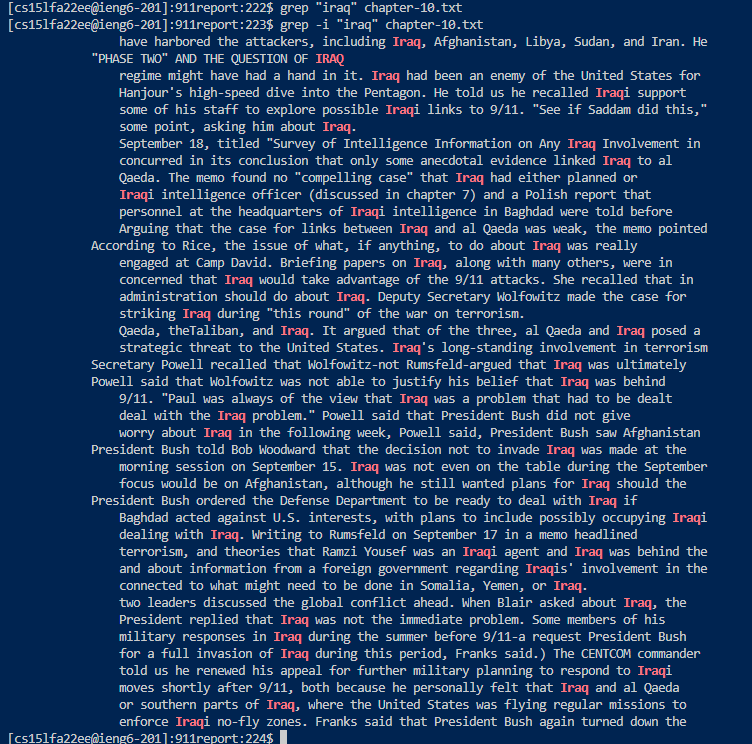 [cs15lfa22ee@ieng6-201]:911report:222$ grep "iraq" chapter-10.txt
[cs15lfa22ee@ieng6-201]:911report:223$ grep -i "iraq" chapter-10.txt
have harbored the attackers, including Iraq, Afghanistan, Libya, Sudan, and Iran. He
"PHASE TWO" AND THE QUESTION OF IRAQ
regime might have had a hand in it. Iraq had been an enemy of the United States for
Hanjour's high-speed dive into the Pentagon. He told us he recalled Iraqi support
some of his staff to explore possible Iraqi links to 9/11. "See if Saddam did this,"
some point, asking him about Iraq.
September 18, titled "Survey of Intelligence Information on Any Iraq Involvement in
concurred in its conclusion that only some anecdotal evidence linked Iraq to al
Qaeda. The memo found no "compelling case" that Iraq had either planned or
Iraqi intelligence officer (discussed in chapter 7) and a Polish report that
personnel at the headquarters of Iraqi intelligence in Baghdad were told before
Arguing that the case for links between Iraq and al Qaeda was weak, the memo pointed
According to Rice, the issue of what, if anything, to do about Iraq was really
engaged at Camp David. Briefing papers on Iraq, along with many others, were in
concerned that Iraq would take advantage of the 9/11 attacks. She recalled that in
administration should do about Iraq. Deputy Secretary Wolfowitz made the case for
striking Iraq during "this round" of the war on terrorism.
Qaeda, theTaliban, and Iraq. It argued that of the three, al Qaeda and Iraq posed a
strategic threat to the United States. Iraq's long-standing involvement in terrorism
Secretary Powell recalled that Wolfowitz-not Rumsfeld-argued that Iraq was ultimately
Powell said that Wolfowitz was not able to justify his belief that Iraq was behind
9/11. "Paul was always of the view that Iraq was a problem that had to be dealt
deal with the Iraq problem." Powell said that President Bush did not give
worry about Iraq in the following week, Powell said, President Bush saw Afghanistan
President Bush told Bob Woodward that the decision not to invade Iraq was made at the
morning session on September 15. Iraq was not even on the table during the September
focus would be on Afghanistan, although he still wanted plans for Iraq should the
President Bush ordered the Defense Department to be ready to deal with Iraq if
Baghdad acted against U.S. interests, with plans to include possibly occupying Iraqi
dealing with Iraq. Writing to Rumsfeld on September 17 in a memo headlined
terrorism, and theories that Ramzi Yousef was an Iraqi agent and Iraq was behind the
and about information from a foreign government regarding Iraqis' involvement in the
connected to what might need to be done in Somalia, Yemen, or Iraq.
two leaders discussed the global conflict ahead. When Blair asked about Iraq, the
President replied that Iraq was not the immediate problem. Some members of his
military responses in Iraq during the summer before 9/11-a request President Bush
for a full invasion of Iraq during this period, Franks said.) The CENTCOM commander
told us he renewed his appeal for further military planning to respond to Iraqi
moves shortly after 9/11, both because he personally felt that Iraq and al Qaeda
or southern parts of Iraq, where the United States was flying regular missions to
enforce Iraqi no-fly zones. Franks said that President Bush again turned down the
[cs15lfa22ee@ieng6-201]:911report:224$